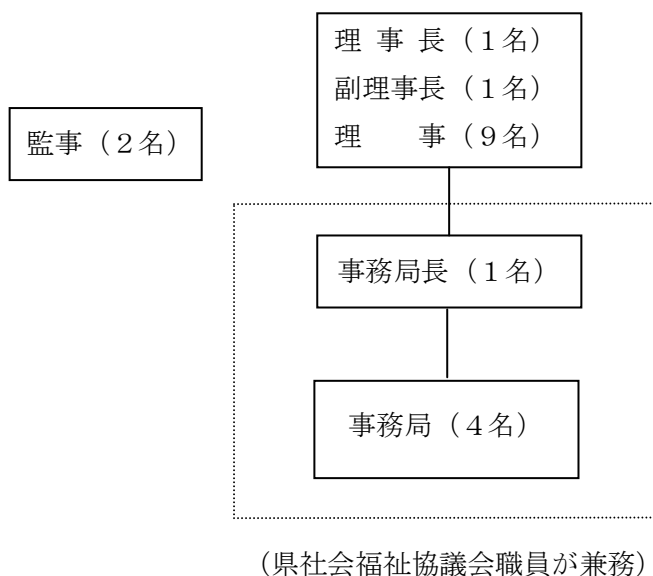 理 事 長（１名）
副理事長（１名）
理　　事（９名）
監事（２名）
事務局長（１名）
事務局（４名）
（県社会福祉協議会職員が兼務）